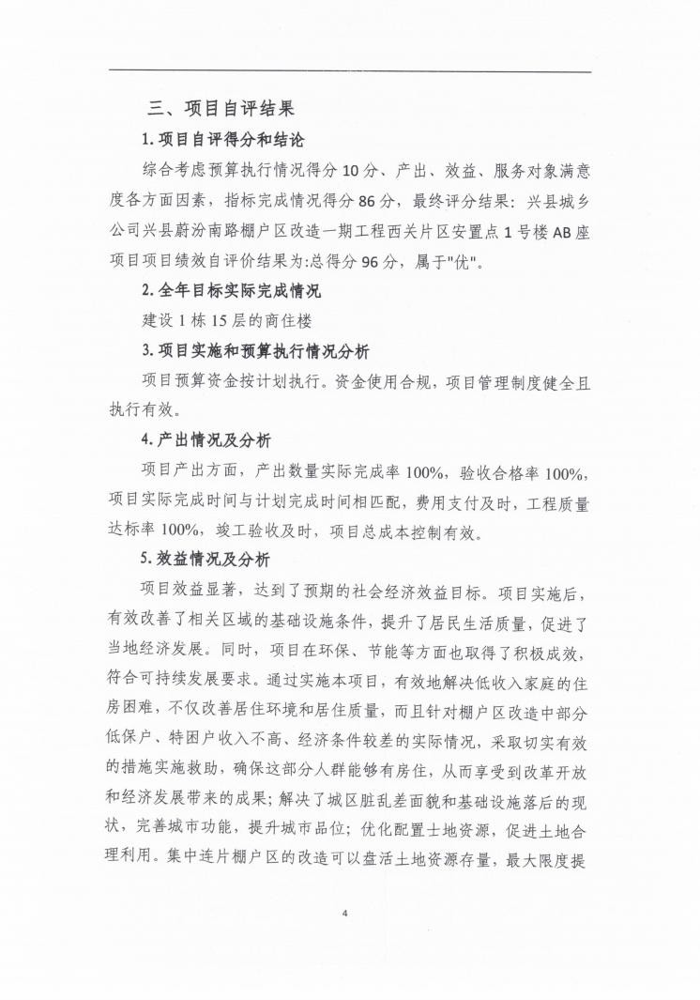 三、项目自评结果
1.项目自评得分和结论
综合考虑预算执行情况得分 10 分、产出、效益、服务对象满意
度各方面因素，指标完成情况得分 86 分，最终评分结果：兴县城乡
公司兴县蔚汾南路棚户区改造一期工程西关片区安置点 1 号楼 AB 座
项目项目绩效自评价结果为:总得分 96 分，属于"优"。
2.全年目标实际完成情况
建设 1 栋 15 层的商住楼
3.项目实施和预算执行情况分析
项目预算资金按计划执行。资金使用合规，项目管理制度健全且
执行有效。
4.产出情况及分析
项目产出方面，产出数量实际完成率 100%，验收合格率 100%，
项目实际完成时间与计划完成时间相匹配，费用支付及时，工程质量
达标率 100%，竣工验收及时，项目总成本控制有效。
5.效益情况及分析
项目效益显著，达到了预期的社会经济效益目标。项目实施后，
有效改善了相关区域的基础设施条件，提升了居民生活质量，促进了
当地经济发展。同时，项目在环保、节能等方面也取得了积极成效，
符合可持续发展要求。通过实施本项目，有效地解决低收入家庭的住
房困难，不仅改善居住环境和居住质量，而且针对棚户区改造中部分
低保户、特困户收入不高、经济条件较差的实际情况，采取切实有效
的措施实施救助，确保这部分人群能够有房住，从而享受到改革开放
和经济发展带来的成果；解决了城区脏乱差面貌和基础设施落后的现
状，完善城市功能，提升城市品位；优化配置土地资源，促进土地合
理利用。集中连片棚户区的改造可以盘活土地资源存量，最大限度提
4